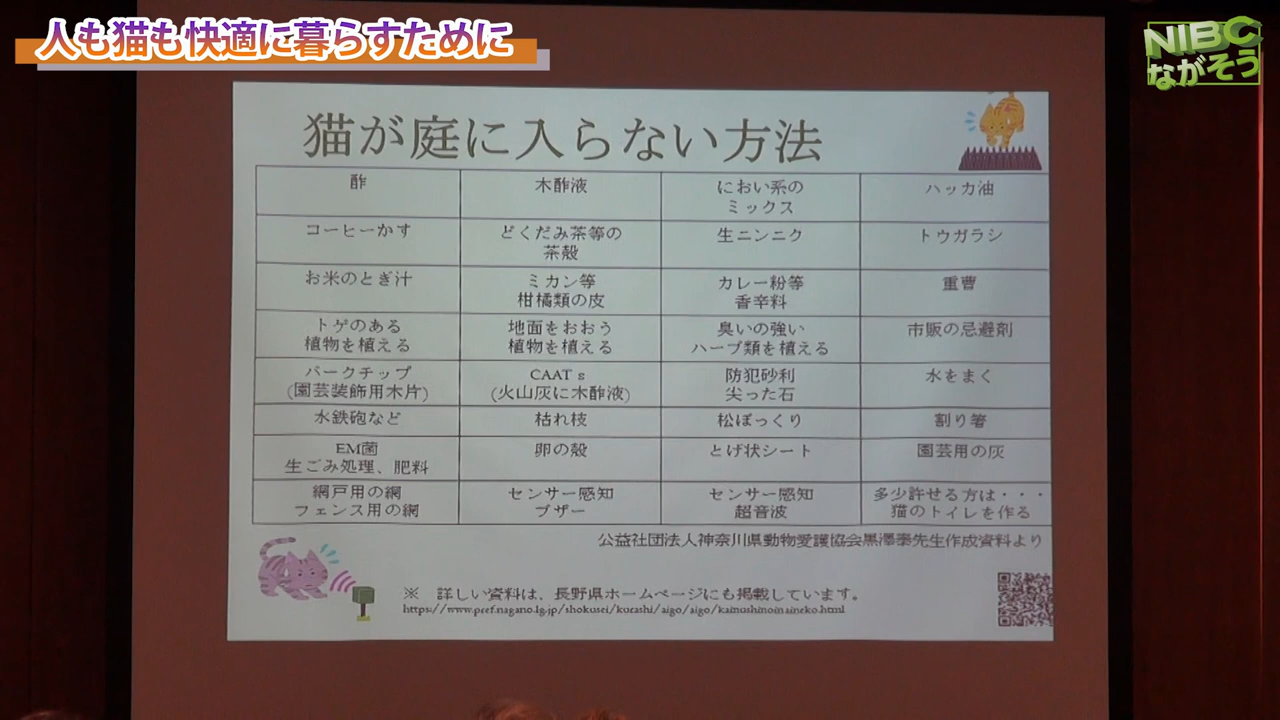 人も猫も快適に暮らすために
NIBC
ながそう
猫が庭に入らない方法
酢
木酢液
におい系の
ミックス
ハッカ油
コーヒーかす
どくだみ茶等の
茶殻
生ニンニク
トウガラシ
お米のとぎ汁
ミカン等
柑橘類の皮
カレー粉等
香辛料
重曹
トゲのある
植物を植える
地面をおおう
植物を植える
臭いの強い
ハーブ類を植える
市販の忌避剤
バークチップ
(園芸装飾用木片)
CAAT s
(火山灰に木酢液)
防犯砂利
尖った石
水をまく
水鉄砲など
枯れ枝
松ぼっくり
割り箸
EM菌
生ごみ処理、肥料
卵の殻
とげ状シート
園芸用の灰
網戸用の網
フェンス用の網
センサー感知
ブザー
センサー感知
超音波
多少許せる方は・・・
猫のトイレを作る
公益社団法人神奈川県動物愛護協会黒澤泰先生作成資料より
※ 詳しい資料は、長野県ホームページにも掲載しています。
https://www.pref.nagano.lg.jp/shokusei/kurashi/aigo/aigo/kainushinoinaineko.html